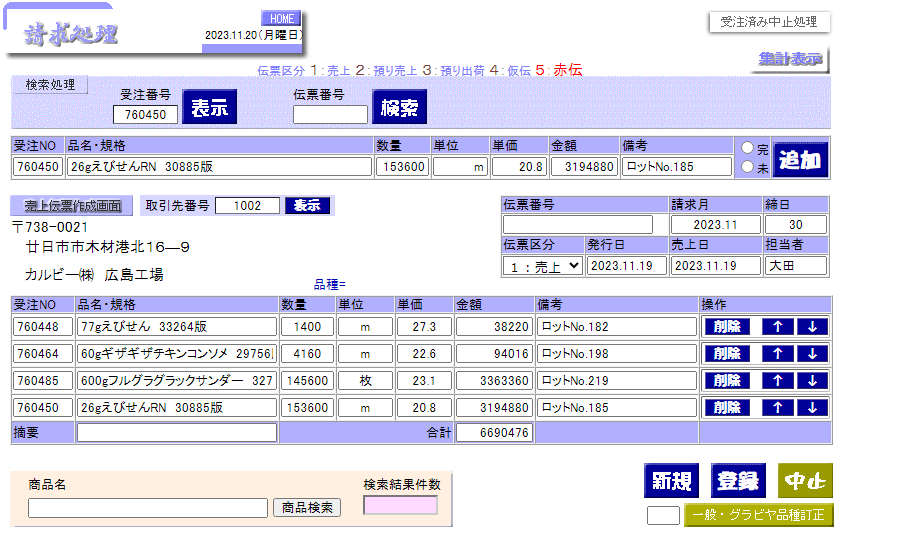 請求処理
HOME
2023.11.20(月曜日)
受注済み中止処理
集計表示
伝票区分 1:売上 2:預り売上 3:預り出荷 4:仮伝 5:赤伝
検索処理
受注番号 伝票番号
760450 表示 検索
受注NO 品名・規格 数量 単位 単価 金額 備考 完
760450 26gえびせんRN 30885版 153600 m 20.8 3194880 ロットNo.185 未 追加
売上伝票作成画面 取引先番号 1002 表示
〒738-0021
廿日市市木材港北16―9
カルビー㈱ 広島工場
品種=
伝票番号 請求月 締日
2023.11 30
伝票区分 発行日 売上日 担当者
1:売上 2023.11.19 2023.11.19 大田
受注NO 品名・規格 数量 単位 単価 金額 備考 操作
760448 77gえびせん 33264版 1400 m 27.3 38220 ロットNo.182 削除 ↑ ↓
760464 60gギザギザチキンコンソメ 29756 4160 m 22.6 94016 ロットNo.198 削除 ↑ ↓
760485 600gフルグラグラックサンダー 327 145600 枚 23.1 3363360 ロットNo.219 削除 ↑ ↓
760450 26gえびせんRN 30885版 153600 m 20.8 3194880 ロットNo.185 削除 ↑ ↓
摘要 合計 6690476
商品名 検索結果件数
商品検索
新規 登録 中止
一般・グラビヤ品種訂正